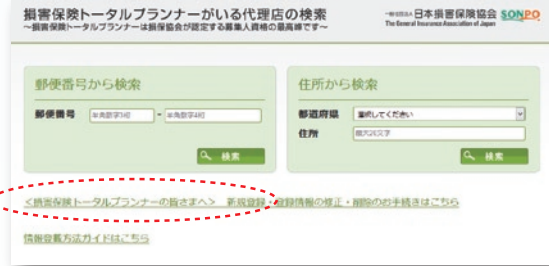 損害保険トータルプランナーがいる代理店の検索
～損害保険トータルプランナーは損保協会が認定する募集人資格の最高峰です～
一般社団法人 日本損害保険協会 SONPO
The General Insurance Association of Japan
郵便番号から検索
郵便番号 半角数字3桁 - 半角数字4桁
検索
住所から検索
都道府県 選択してください
住所 最大26文字
検索
<損害保険トータルプランナーの皆さまへ> 新規登録・登録情報の修正・削除のお手続きはこちら
情報登載方法ガイドはこちら